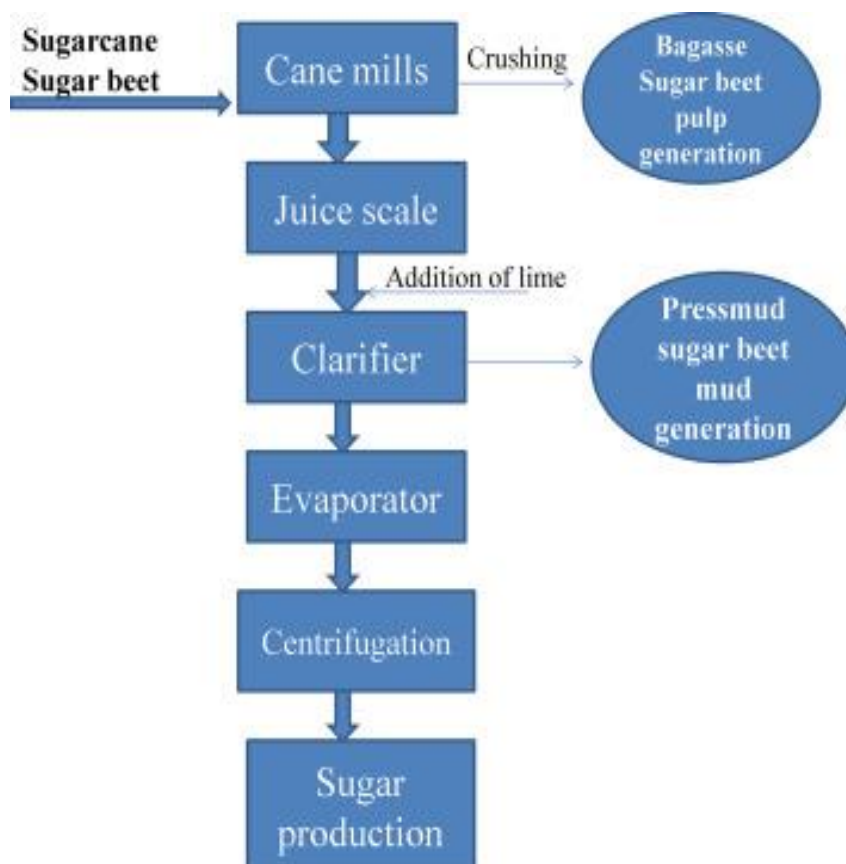 Sugarcane
Sugar beet
Cane mills
Crushing
Bagasse
Sugar beet
pulp
generation
Juice scale
Addition of lime
Clarifier
Pressmud
sugar beet
mud
generation
Evaporator
Centrifugation
Sugar
production